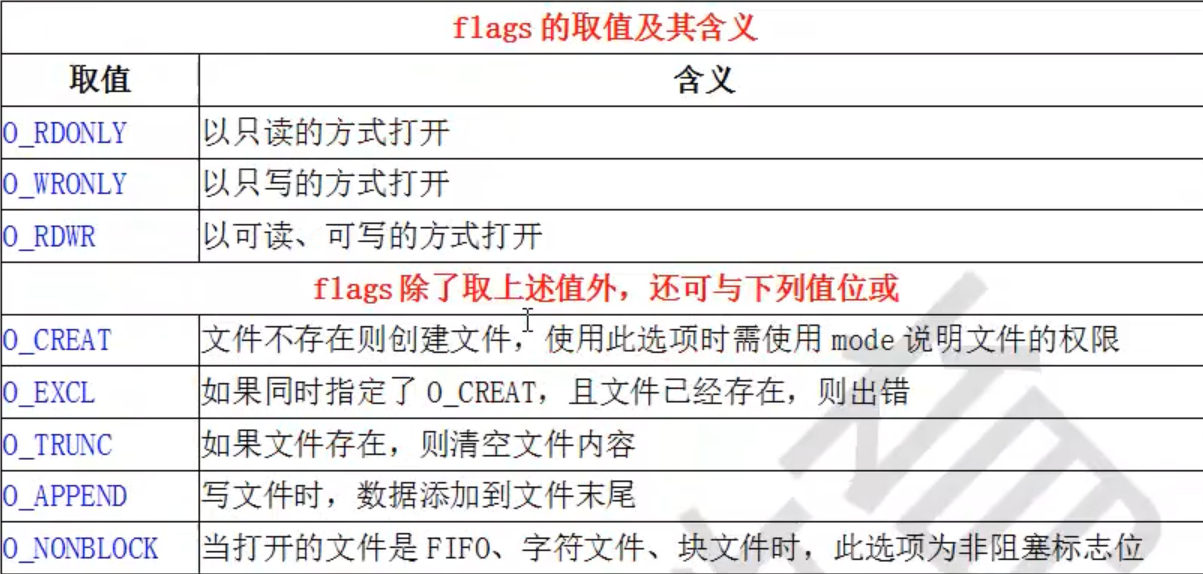 flags 的取值及其含义
取值 含义
O_RDONLY 以只读的方式打开
O_WRONLY 以只写的方式打开
O_RDWR 以可读、可写的方式打开
flags 除了取上述值外，还可与下列值位或
O_CREAT 文件不存在则创建文件，使用此选项时需使用 mode 说明文件的权限
O_EXCL 如果同时指定了 O_CREAT，且文件已经存在，则出错
O_TRUNC 如果文件存在，则清空文件内容
O_APPEND 写文件时，数据添加到文件末尾
O_NONBLOCK 当打开的文件是 FIFO、字符文件、块文件时，此选项为非阻塞标志位